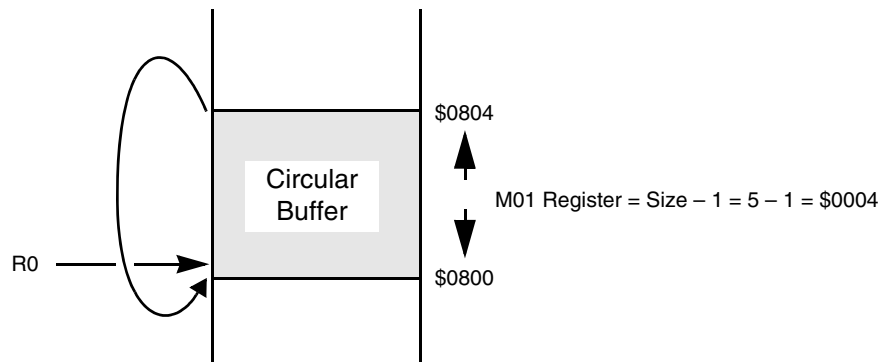 $0804
Circular
Buffer
M01 Register = Size – 1 = 5 – 1 = $0004
R0
$0800